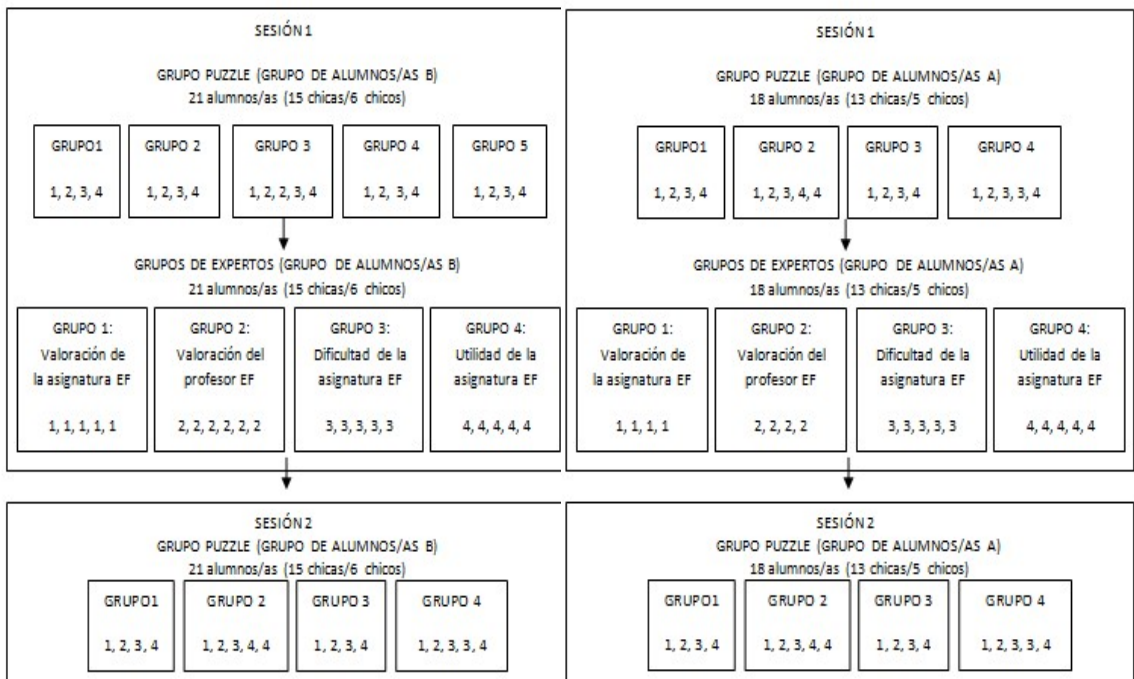 SESIÓN 1
GRUPO PUZZLE (GRUPO DE ALUMNOS/AS B)
21 alumnos/as (15 chicas/6 chicos)
GRUPO1
1, 2, 3, 4
GRUPO 2
1, 2, 3, 4
GRUPO 3
1, 2, 2, 3, 4
GRUPO 4
1, 2, 3, 4
GRUPO 5
1, 2, 3, 4
GRUPOS DE EXPERTOS (GRUPO DE ALUMNOS/AS B)
21 alumnos/as (15 chicas/6 chicos)
GRUPO 1:
Valoración de
la asignatura EF
1, 1, 1, 1, 1
GRUPO 2:
Valoración del
profesor EF
2, 2, 2, 2, 2, 2
GRUPO 3:
Dificultad de la
asignatura EF
3, 3, 3, 3, 3
GRUPO 4:
Utilidad de la
asignatura EF
4, 4, 4, 4, 4
SESIÓN 2
GRUPO PUZZLE (GRUPO DE ALUMNOS/AS B)
21 alumnos/as (15 chicas/6 chicos)
GRUPO1
1, 2, 3, 4
GRUPO 2
1, 2, 3, 4, 4
GRUPO 3
1, 2, 3, 4
GRUPO 4
1, 2, 3, 3, 4
SESIÓN 1
GRUPO PUZZLE (GRUPO DE ALUMNOS/AS A)
18 alumnos/as (13 chicas/5 chicos)
GRUPO1
1, 2, 3, 4
GRUPO 2
1, 2, 3, 4, 4
GRUPO 3
1, 2, 3, 4
GRUPO 4
1, 2, 3, 3, 4
GRUPOS DE EXPERTOS (GRUPO DE ALUMNOS/AS A)
18 alumnos/as (13 chicas/5 chicos)
GRUPO 1:
Valoración de
la asignatura EF
1, 1, 1, 1
GRUPO 2:
Valoración del
profesor EF
2, 2, 2, 2
GRUPO 3:
Dificultad de la
asignatura EF
3, 3, 3, 3, 3
GRUPO 4:
Utilidad de la
asignatura EF
4, 4, 4, 4, 4
SESIÓN 2
GRUPO PUZZLE (GRUPO DE ALUMNOS/AS A)
18 alumnos/as (13 chicas/5 chicos)
GRUPO1
1, 2, 3, 4
GRUPO 2
1, 2, 3, 4, 4
GRUPO 3
1, 2, 3, 4
GRUPO 4
1, 2, 3, 3, 4